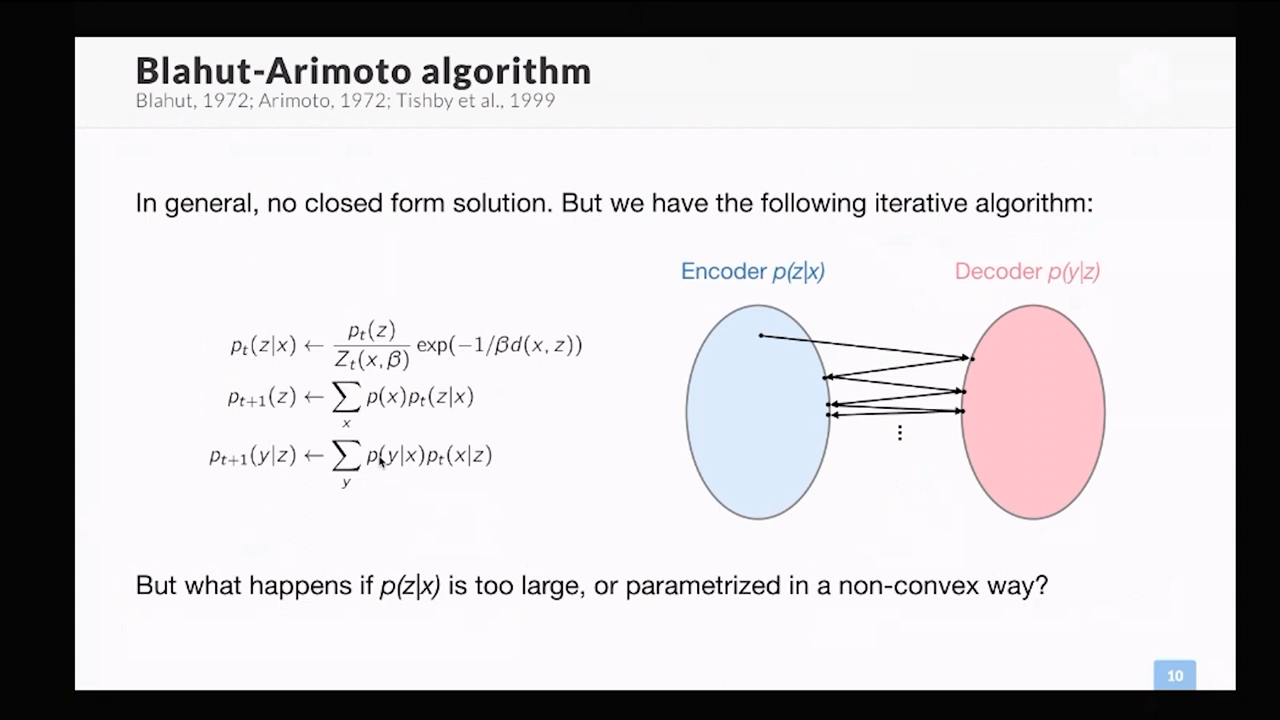 Blahut-Arimoto algorithm
Blahut, 1972; Arimoto, 1972; Tishby et al., 1999
In general, no closed form solution. But we have the following iterative algorithm:
Encoder p(z|x)
Decoder p(y|z)
p_t(z|x) ← p_t(z) / Z_t(x, β) exp(−1/βd(x, z))
p_{t+1}(z) ← ∑_x p(x)p_t(z|x)
p_{t+1}(y|z) ← ∑_y p(y|x)p_t(x|z)
⋮
But what happens if p(z|x) is too large, or parametrized in a non-convex way?
10